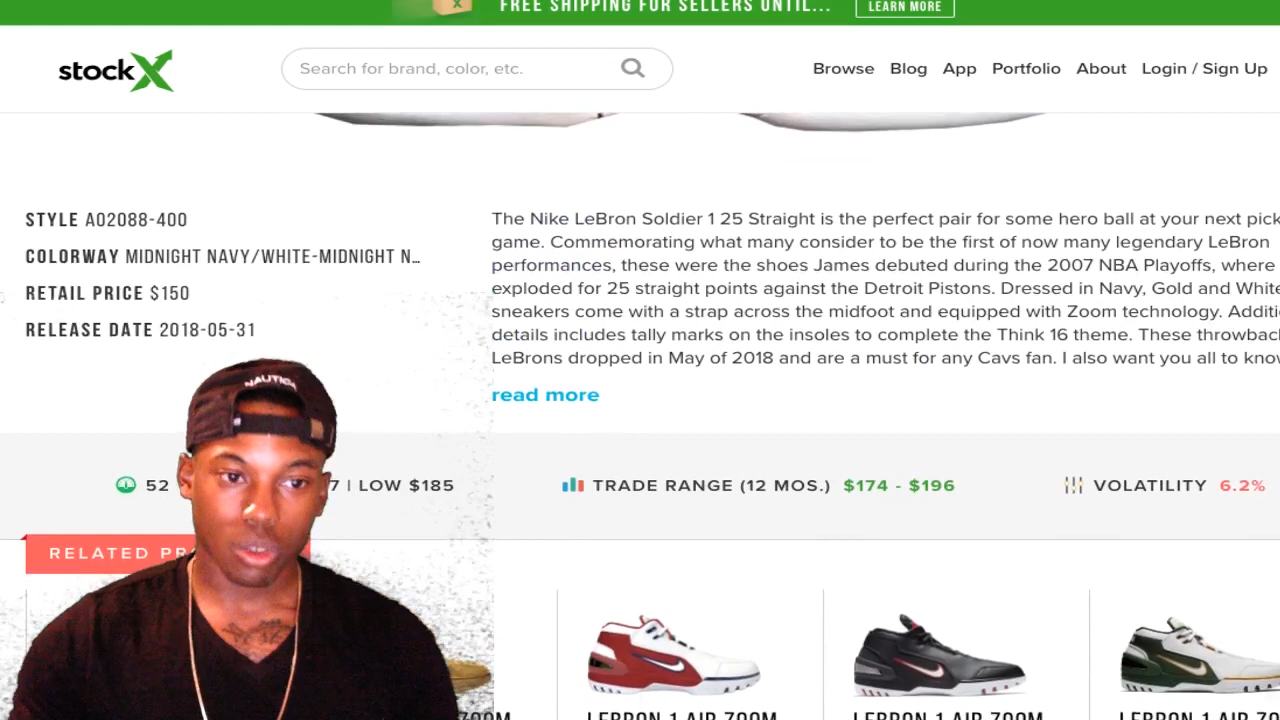 FREE SHIPPING FOR SELLERS UNTIL... LEARN MORE
stockX
Search for brand, color, etc.
Browse Blog App Portfolio About Login / Sign Up
STYLE AO2088-400
COLORWAY MIDNIGHT NAVY/WHITE-MIDNIGHT N...
RETAIL PRICE $150
RELEASE DATE 2018-05-31
The Nike LeBron Soldier 1 25 Straight is the perfect pair for some hero ball at your next pick
game. Commemorating what many consider to be the first of now many legendary LeBron
performances, these were the shoes James debuted during the 2007 NBA Playoffs, where
exploded for 25 straight points against the Detroit Pistons. Dressed in Navy, Gold and White
sneakers come with a strap across the midfoot and equipped with Zoom technology. Additi
details includes tally marks on the insoles to complete the Think 16 theme. These throwback
LeBrons dropped in May of 2018 and are a must for any Cavs fan. I also want you all to know
read more
NAUTICA
52 7 | LOW $185
TRADE RANGE (12 MOS.) $174 - $196
VOLATILITY 6.2%
RELATED PR
ZOOM
LEBRON 1 AIR ZOOM
LEBRON 1 AIR ZOOM
LEBRON 1 AIR ZOOM